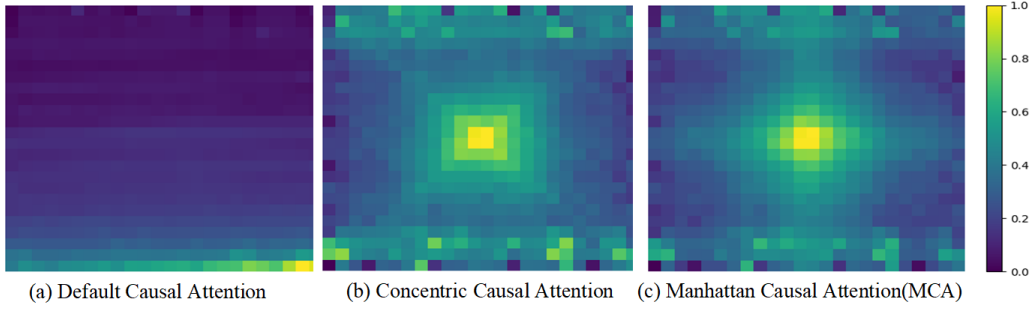 1.0
0.8
0.6
0.4
0.2
0.0
(a) Default Causal Attention
(b) Concentric Causal Attention
(c) Manhattan Causal Attention(MCA)